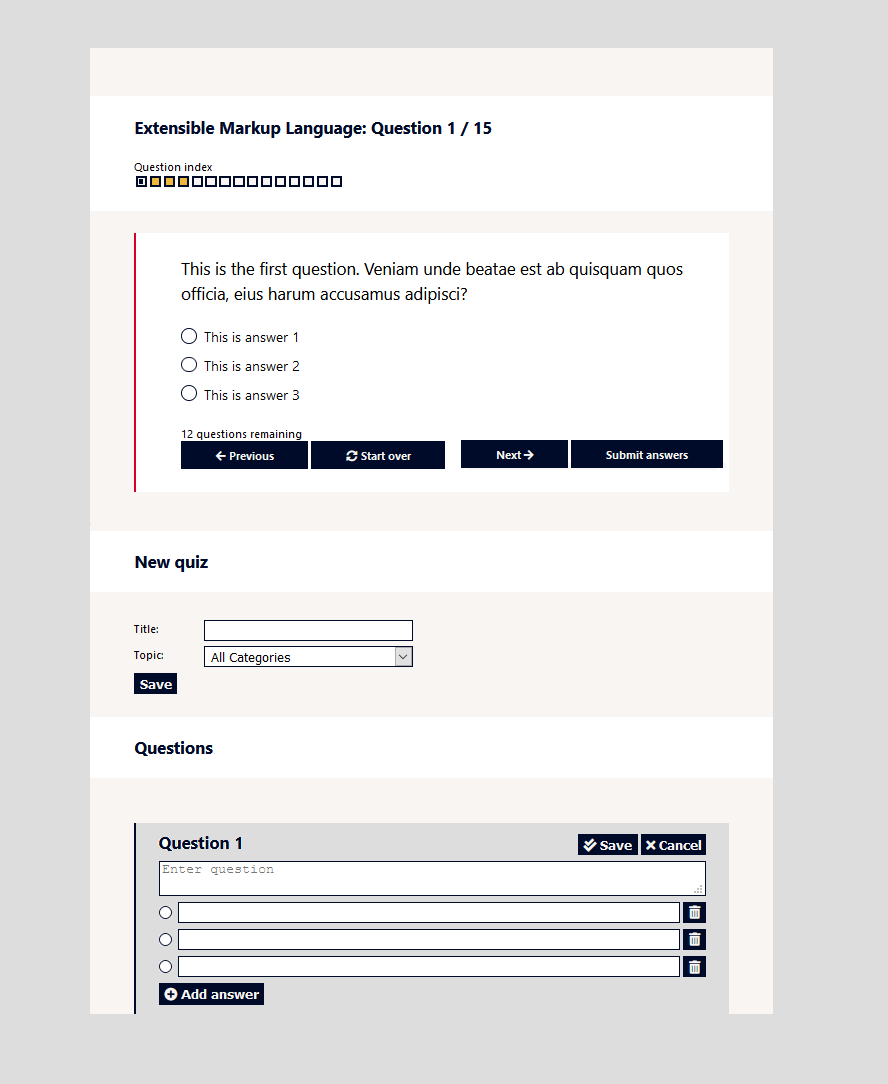 Extensible Markup Language: Question 1 / 15
Question index
This is the first question. Veniam unde beatae est ab quisquam quos
officia, eius harum accusamus adipisci?
This is answer 1
This is answer 2
This is answer 3
12 questions remaining
Previous Start over Next Submit answers
New quiz
Title:
Topic: All Categories
Save
Questions
Question 1 Save Cancel
Enter question
Add answer